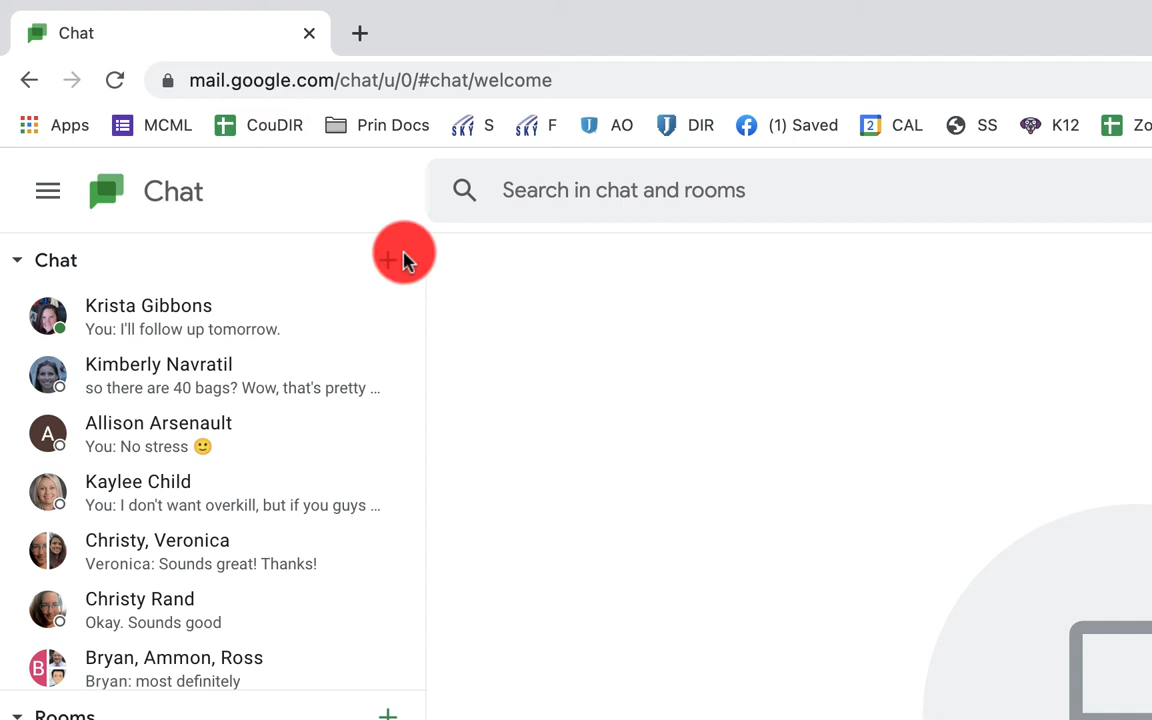 Chat
mail.google.com/chat/u/0/#chat/welcome
Apps MCML CouDIR Prin Docs S F AO DIR (1) Saved 2 CAL SS K12 Zo
Chat Search in chat and rooms
Chat
Krista Gibbons
You: I'll follow up tomorrow.
Kimberly Navratil
so there are 40 bags? Wow, that's pretty ...
A Allison Arsenault
You: No stress 🙂
Kaylee Child
You: I don't want overkill, but if you guys ...
Christy, Veronica
Veronica: Sounds great! Thanks!
Christy Rand
Okay. Sounds good
B Bryan, Ammon, Ross
Bryan: most definitely
Rooms